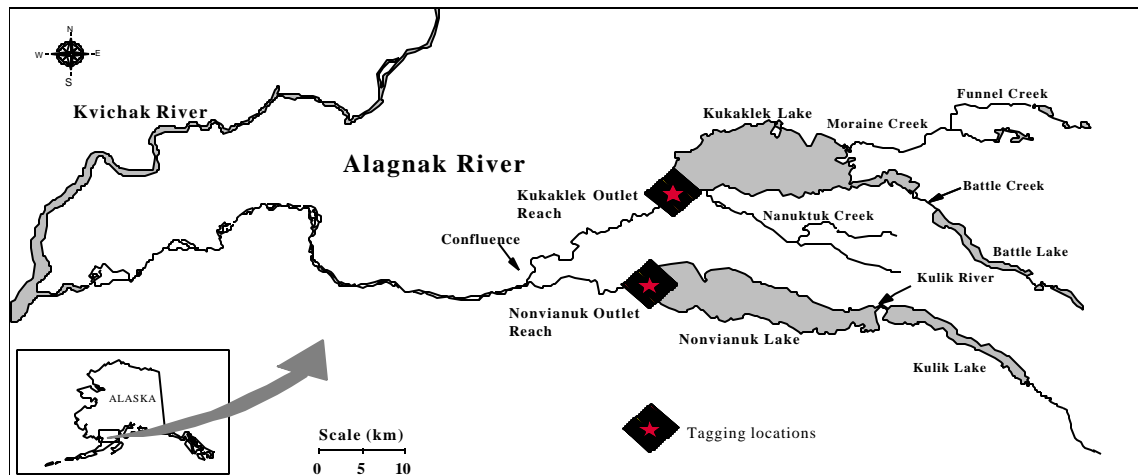 N
W
E
S
Kvichak River
Alagnak River
Kukaklek Lake
Funnel Creek
Moraine Creek
Kukaklek Outlet
Reach
Battle Creek
Nanuktuk Creek
Confluence
Battle Lake
Kulik River
Nonvianuk Outlet
Reach
Nonvianuk Lake
Kulik Lake
ALASKA
Scale (km)
0 5 10
Tagging locations